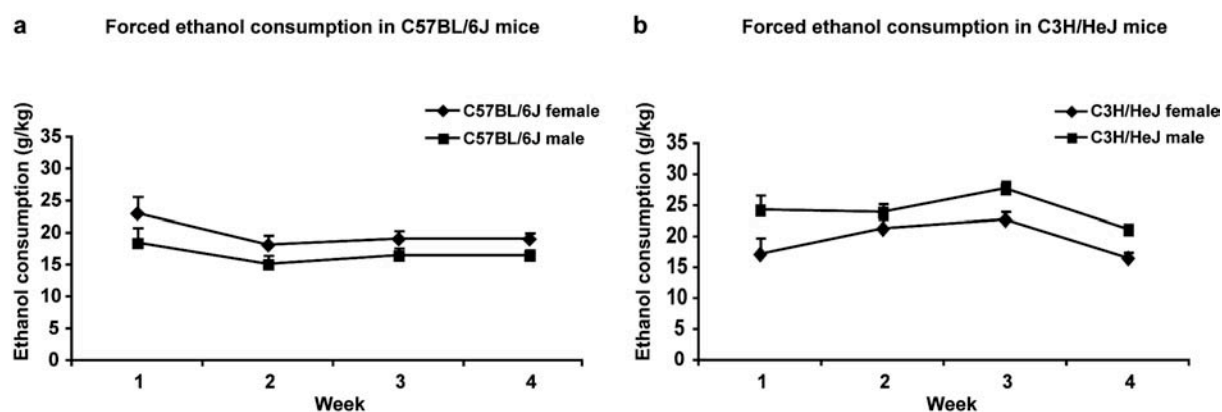 a Forced ethanol consumption in C57BL/6J mice
C57BL/6J female
C57BL/6J male
Ethanol consumption (g/kg)
35
30
25
20
15
10
5
0
1 2 3 4
Week
b Forced ethanol consumption in C3H/HeJ mice
C3H/HeJ female
C3H/HeJ male
Ethanol consumption (g/kg)
35
30
25
20
15
10
5
0
1 2 3 4
Week